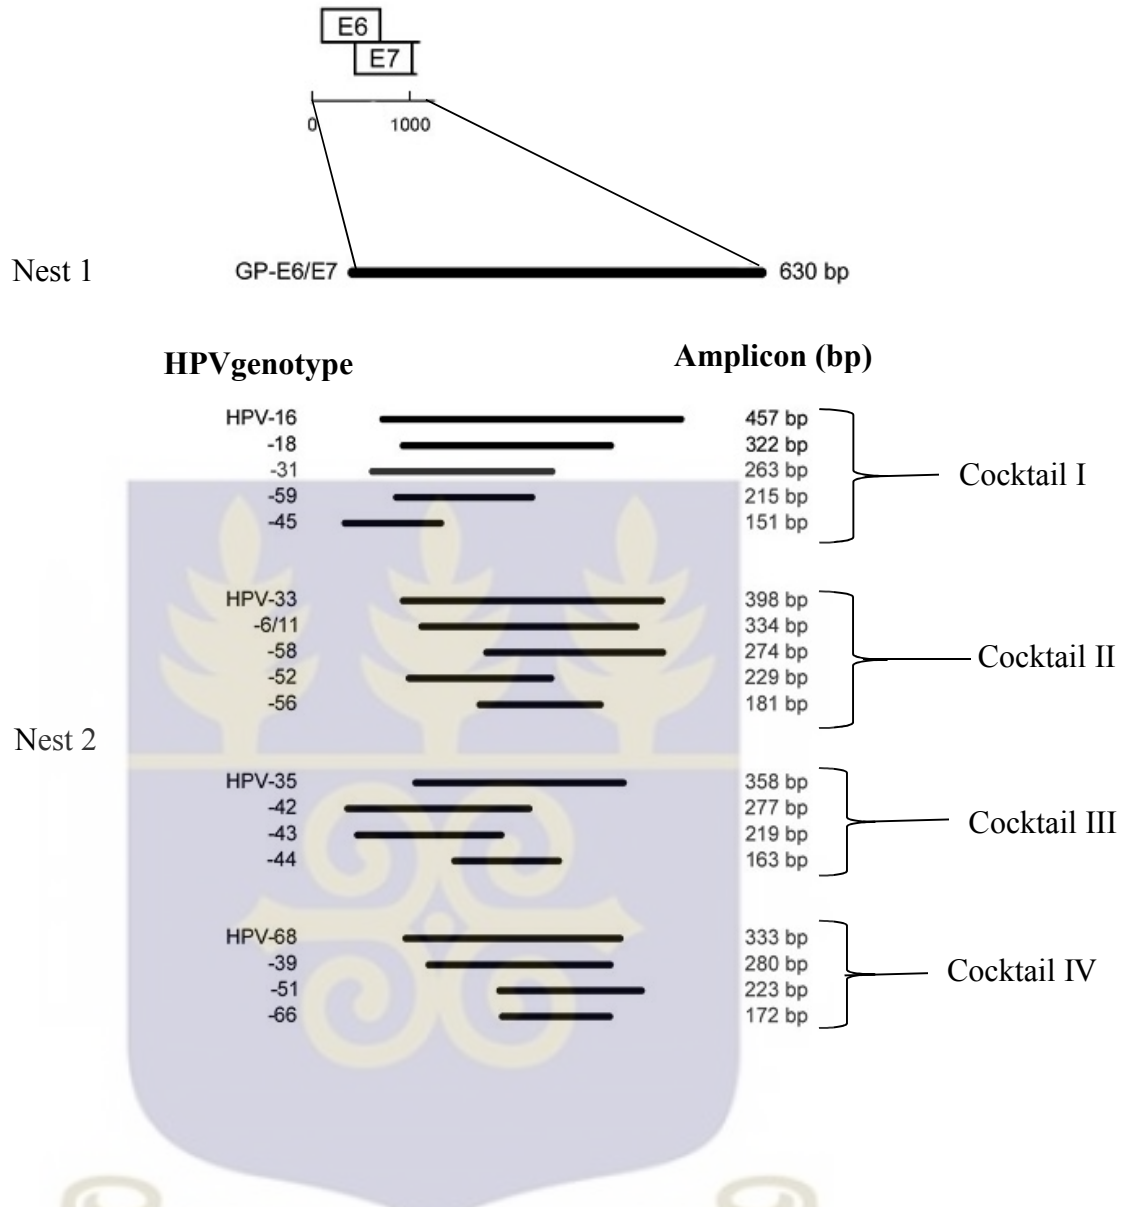 E6
E7
0 1000
Nest 1 GP-E6/E7 630 bp
HPVgenotype Amplicon (bp)
HPV-16 457 bp
-18 322 bp
-31 263 bp Cocktail I
-59 215 bp
-45 151 bp
HPV-33 398 bp
-6/11 334 bp
-58 274 bp Cocktail II
-52 229 bp
-56 181 bp
Nest 2
HPV-35 358 bp
-42 277 bp
-43 219 bp Cocktail III
-44 163 bp
HPV-68 333 bp
-39 280 bp Cocktail IV
-51 223 bp
-66 172 bp